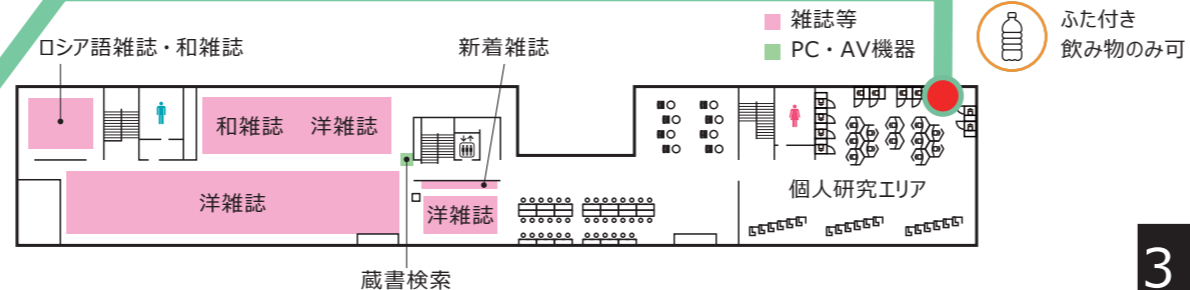 雑誌等
PC・AV機器
ふた付き
飲み物のみ可
ロシア語雑誌・和雑誌
新着雑誌
和雑誌 洋雑誌
洋雑誌
洋雑誌
個人研究エリア
蔵書検索
3